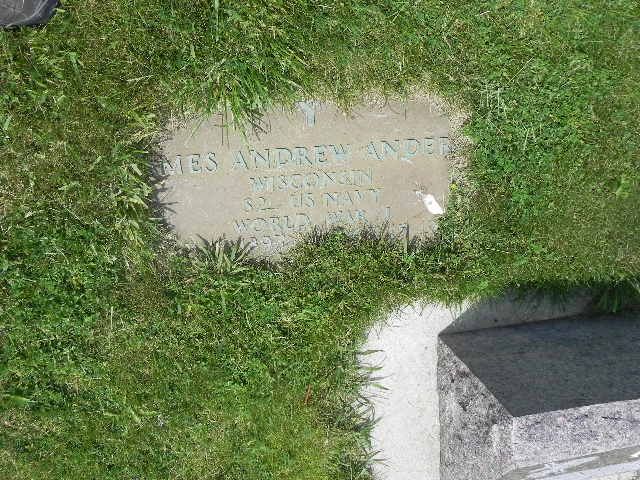 MES ANDREW ANDER
WISCONSIN
S2 US NAVY
WORLD WAR I